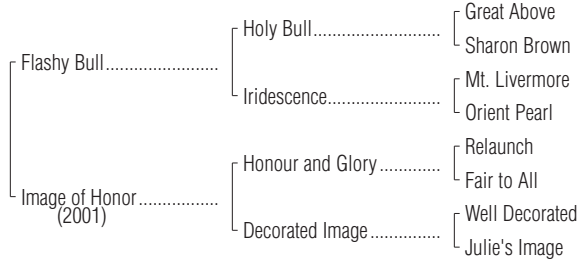 Great Above
Holy Bull....................................
Sharon Brown
Flashy Bull................................
Mt. Livermore
Iridescence.................................
Orient Pearl
Relaunch
Honour and Glory..................
Fair to All
Image of Honor......................
(2001)
Well Decorated
Decorated Image....................
Julie's Image